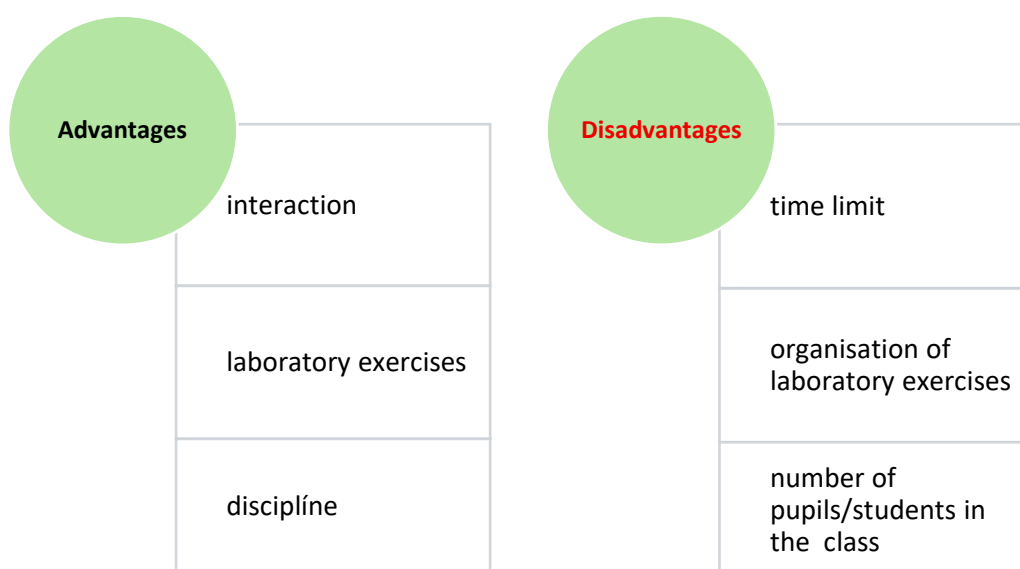 Advantages
interaction
laboratory exercises
disciplíne
Disadvantages
time limit
organisation of
laboratory exercises
number of
pupils/students in
the class